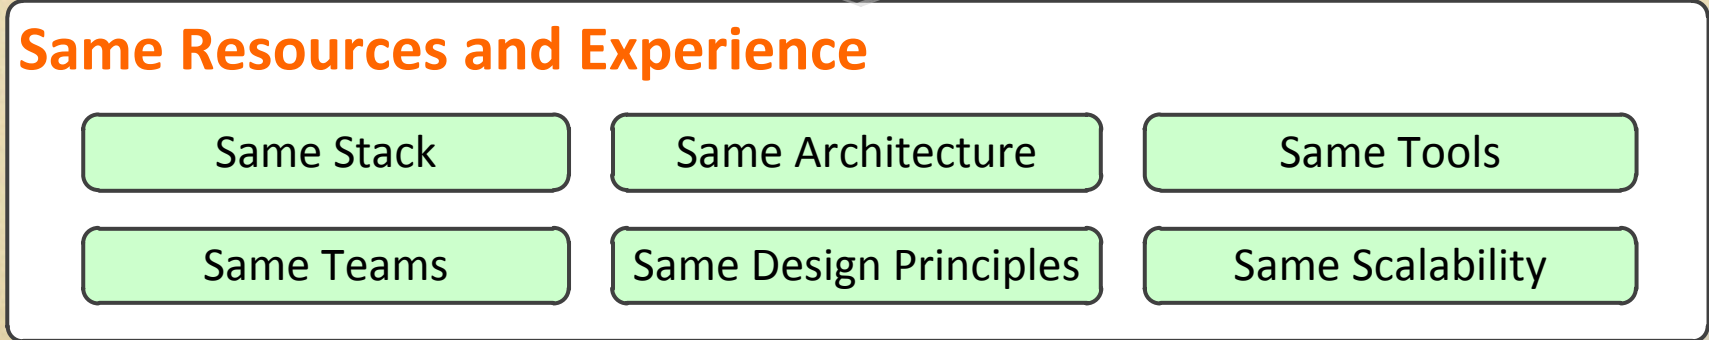 Same Resources and Experience
Same Stack
Same Architecture
Same Tools
Same Teams
Same Design Principles
Same Scalability